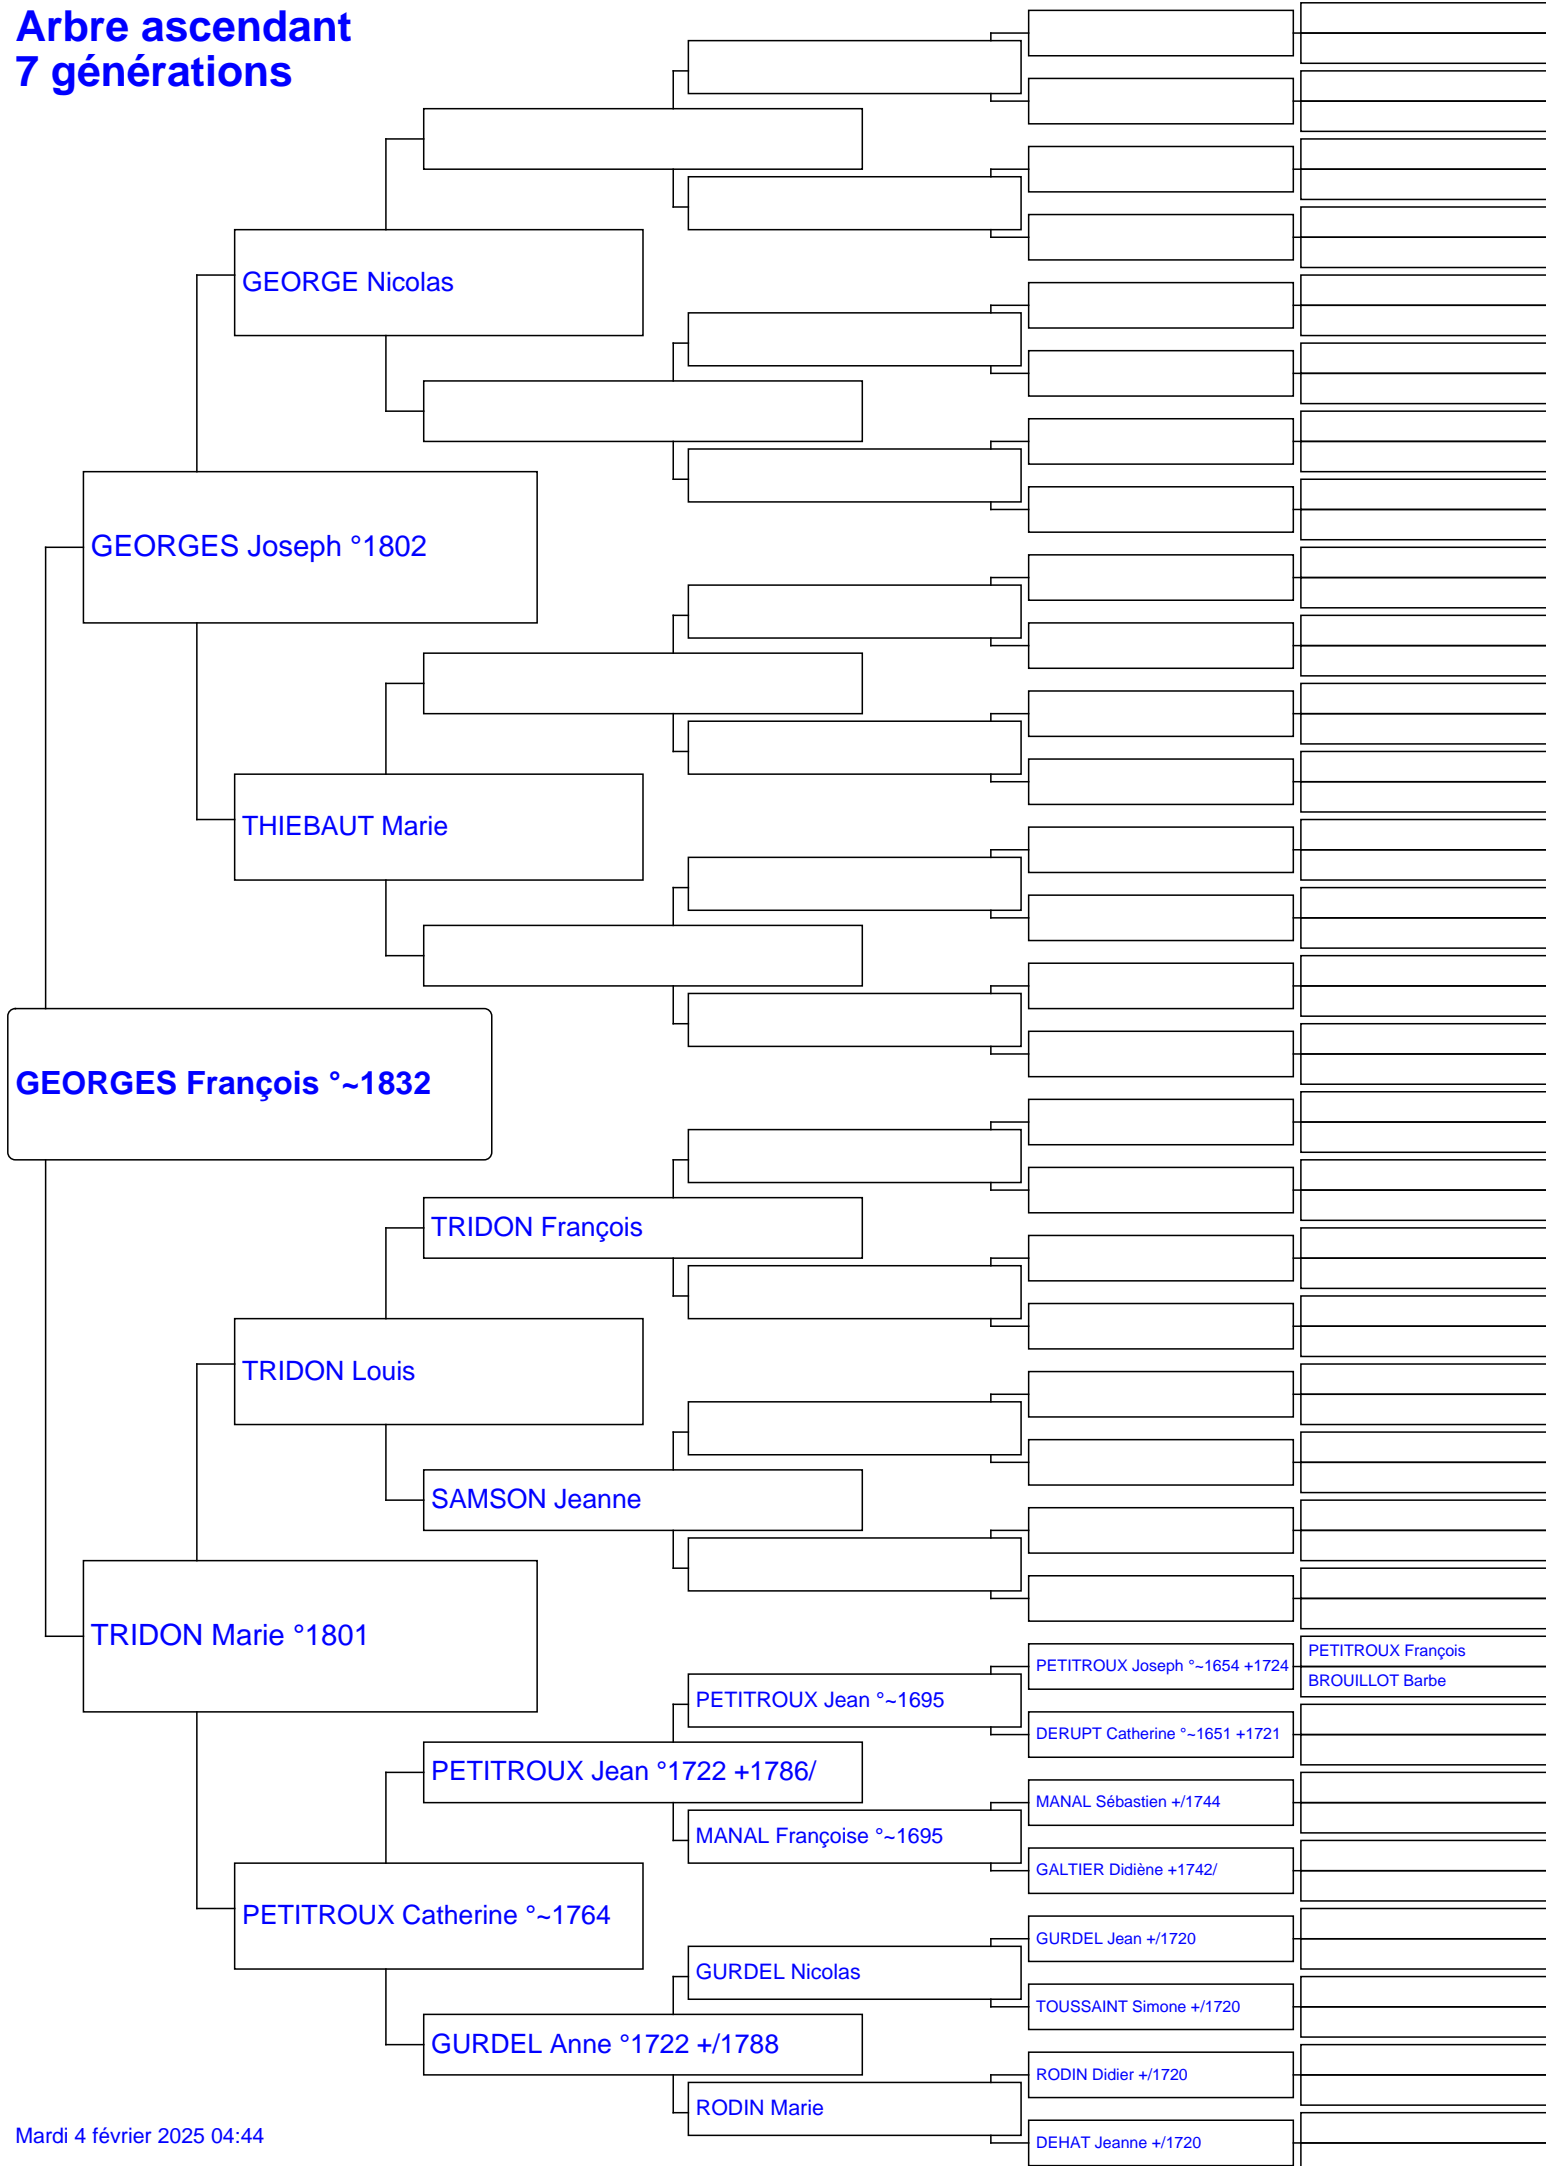 Arbre ascendant
7 générations
GEORGE Nicolas
GEORGES Joseph °1802
THIEBAUT Marie
GEORGES François °~1832
TRIDON François
TRIDON Louis
SAMSON Jeanne
TRIDON Marie °1801
PETITROUX François
PETITROUX Joseph °~1654 +1724
BROUILLOT Barbe
PETITROUX Jean °~1695
DERUPT Catherine °~1651 +1721
PETITROUX Jean °1722 +1786/
MANAL Sébastien +/1744
MANAL Françoise °~1695
GALTIER Didiène +1742/
PETITROUX Catherine °~1764
GURDEL Jean +/1720
GURDEL Nicolas
TOUSSAINT Simone +/1720
GURDEL Anne °1722 +/1788
RODIN Didier +/1720
RODIN Marie
DEHAT Jeanne +/1720
Mardi 4 février 2025 04:44